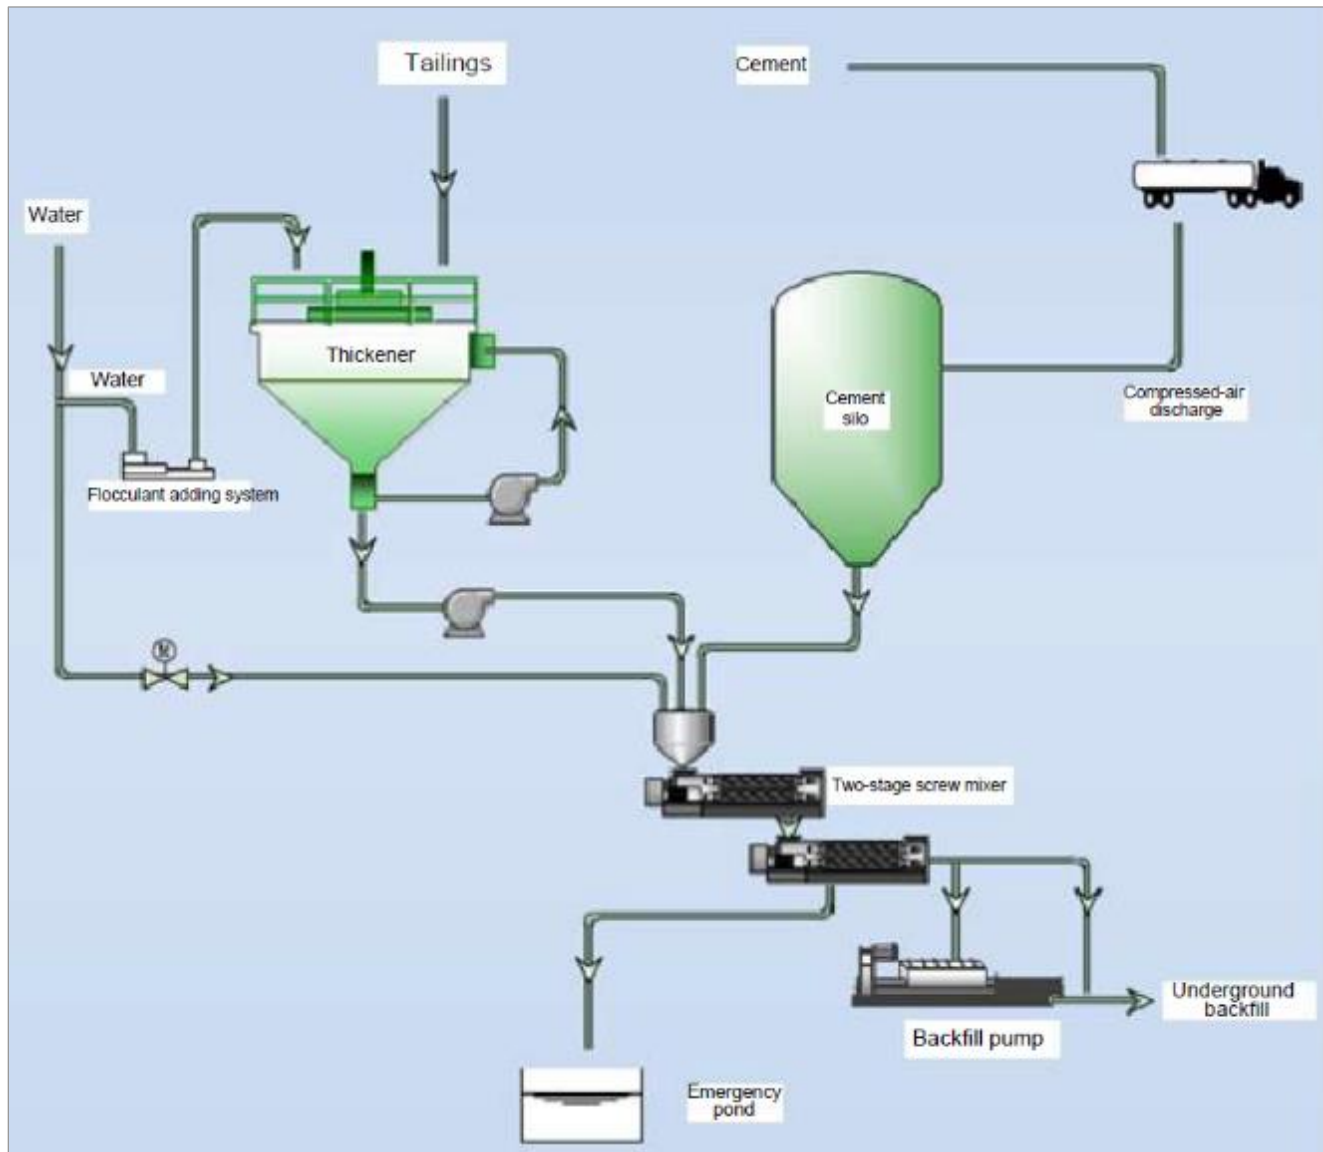 Tailings
Cement
Water
Water
Thickener
Compressed-air
discharge
Cement
silo
Flocculant adding system
M
Two-stage screw mixer
Underground
backfill
Backfill pump
Emergency
pond